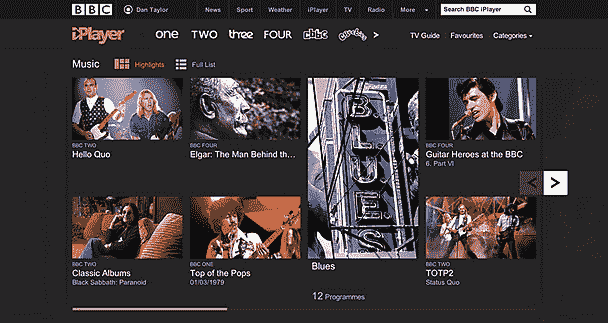 BBC Dan Taylor News Sport Weather iPlayer TV Radio More Search BBC iPlayer
iPlayer one TWO three FOUR cbbc cbeebies > TV Guide Favourites Categories
Music Highlights Full List
BLUES
BBC TWO
Hello Quo
BBC FOUR
Elgar: The Man Behind th...
BBC FOUR
Guitar Heroes at the BBC
6. Part VI
< >
BBC TWO
Classic Albums
Black Sabbath: Paranoid
BBC ONE
Top of the Pops
01/03/1979
Blues
12 Programmes
BBC TWO
TOTP2
Status Quo